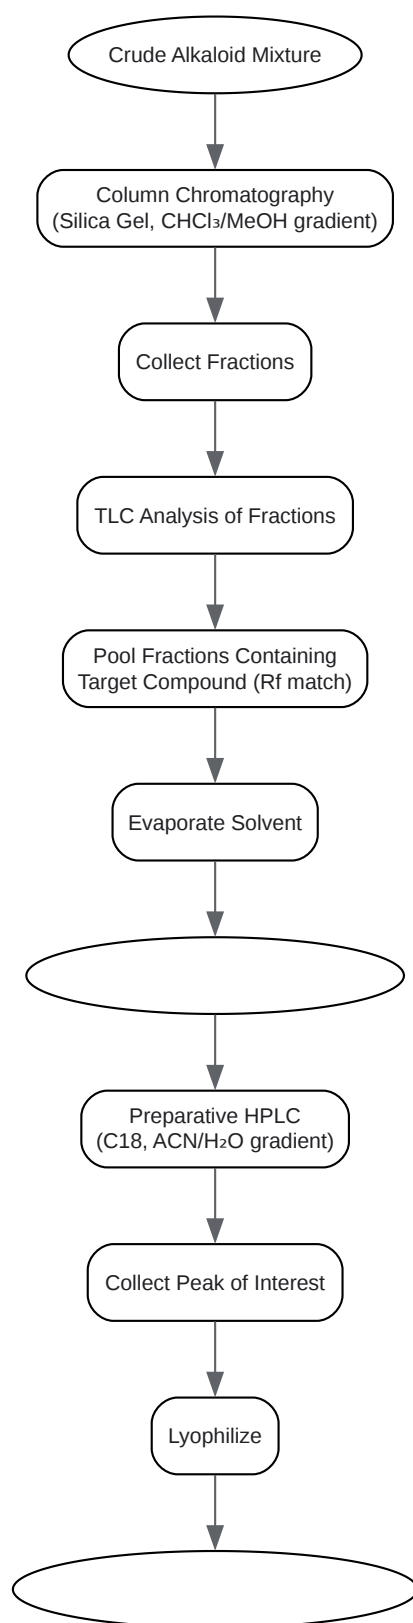 Crude Alkaloid Mixture
Column Chromatography
(Silica Gel, CHCl₃/MeOH gradient)
Collect Fractions
TLC Analysis of Fractions
Pool Fractions Containing
Target Compound (Rf match)
Evaporate Solvent
Preparative HPLC
(C18, ACN/H₂O gradient)
Collect Peak of Interest
Lyophilize